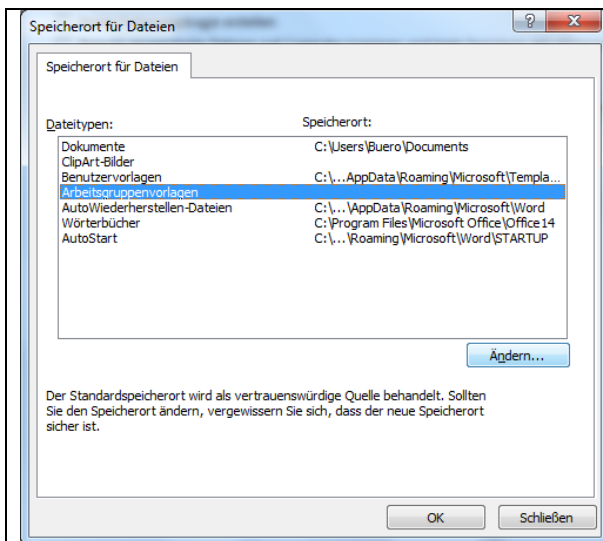 Speicherort für Dateien
Speicherort für Dateien
Dateitypen: Speicherort:
Dokumente C:\Users\Buero\Documents
ClipArt-Bilder
Benutzervorlagen C:\...AppData\Roaming\Microsoft\Templa...
Arbeitsgruppenvorlagen
AutoWiederherstellen-Dateien C:\...\AppData\Roaming\Microsoft\Word
Wörterbücher C:\Program Files\Microsoft Office\Office14
AutoStart C:\...\Roaming\Microsoft\Word\STARTUP
Ändern...
Der Standardspeicherort wird als vertrauenswürdige Quelle behandelt. Sollten
Sie den Speicherort ändern, vergewissern Sie sich, dass der neue Speicherort
sicher ist.
OK Schließen